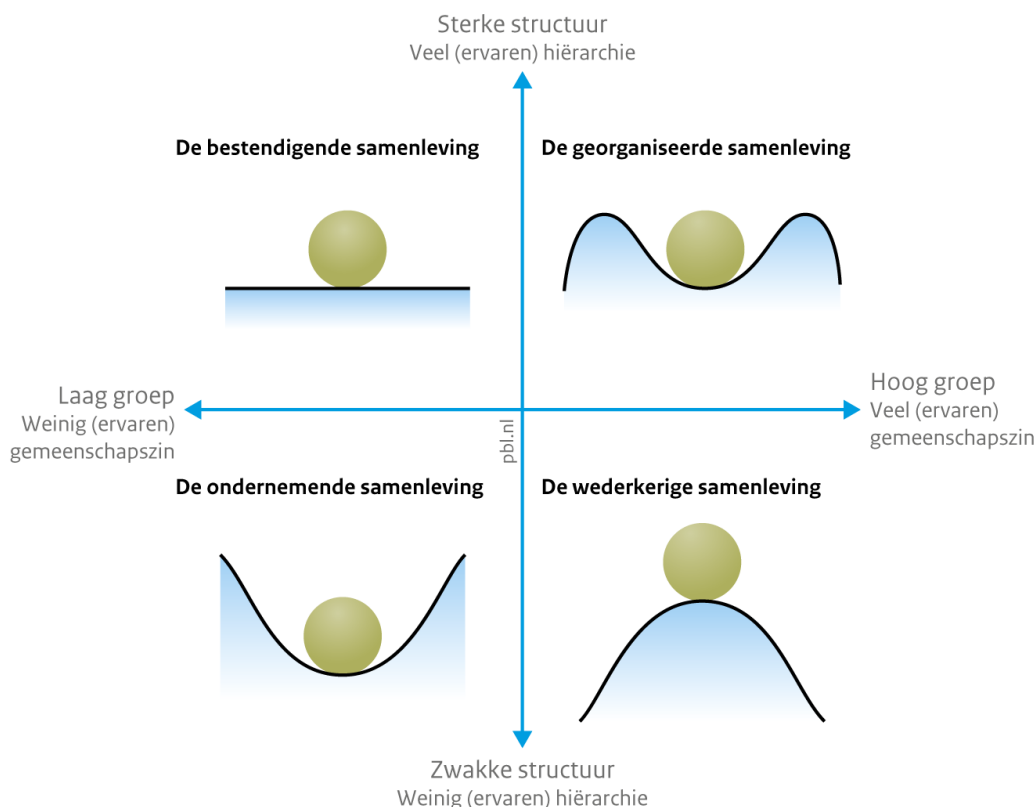 Sterke structuur
Veel (ervaren) hiërarchie
De bestendigende samenleving
De georganiseerde samenleving
Laag groep
Weinig (ervaren)
gemeenschapszin
Hoog groep
Veel (ervaren)
gemeenschapszin
pbl.nl
De ondernemende samenleving
De wederkerige samenleving
Zwakke structuur
Weinig (ervaren) hiërarchie